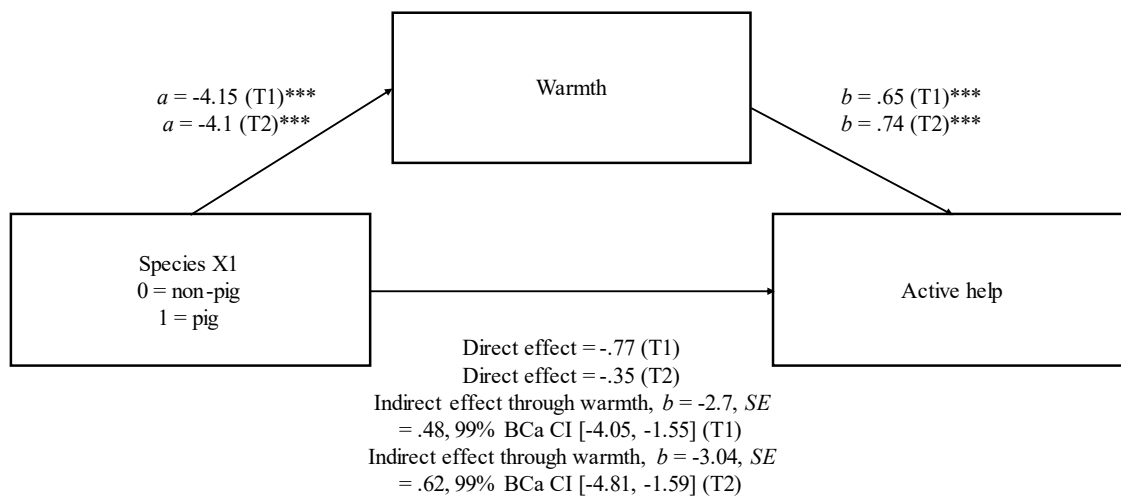 Warmth
a = -4.15 (T1)***
a = -4.1 (T2)***
b = .65 (T1)***
b = .74 (T2)***
Species X1
0 = non-pig
1 = pig
Active help
Direct effect = -.77 (T1)
Direct effect = -.35 (T2)
Indirect effect through warmth, b = -2.7, SE
= .48, 99% BCa CI [-4.05, -1.55] (T1)
Indirect effect through warmth, b = -3.04, SE
= .62, 99% BCa CI [-4.81, -1.59] (T2)